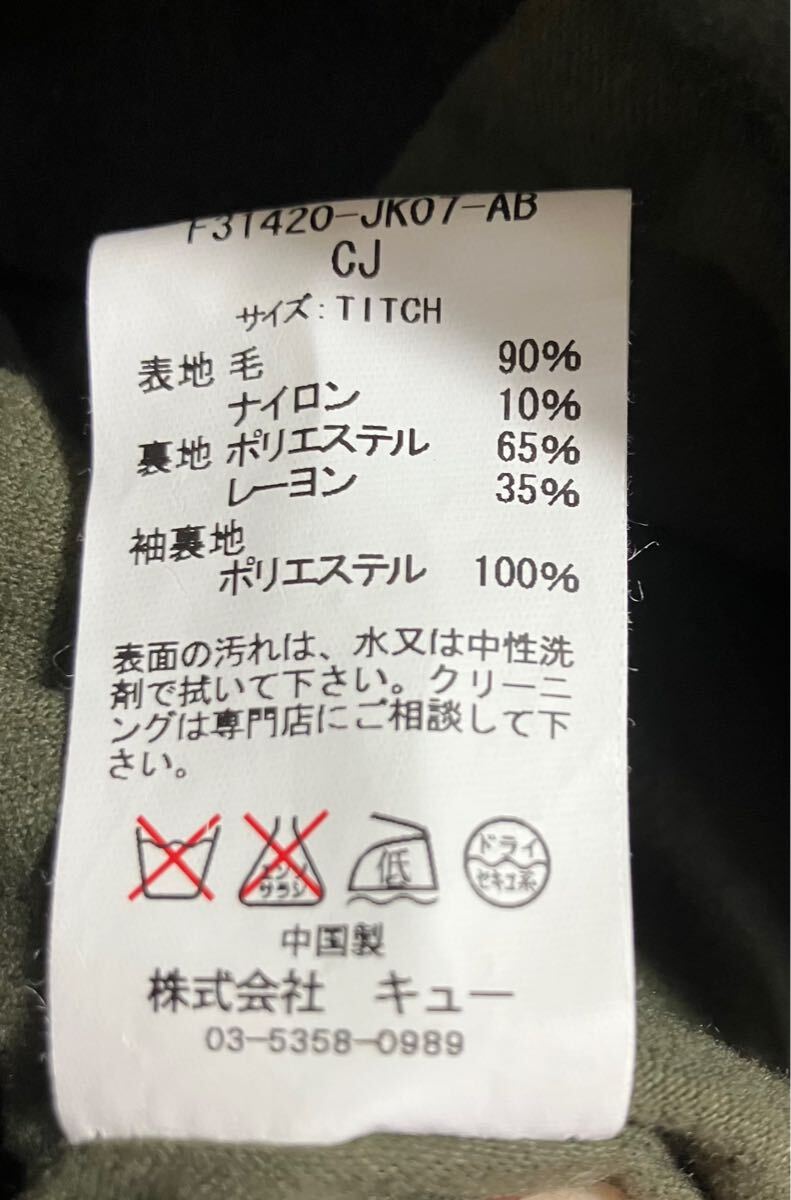 F31420-JK07-AB
CJ
サイズ:TITCH
表地 毛 90%
ナイロン 10%
裏地 ポリエステル 65%
レーヨン 35%
袖裏地
ポリエステル 100%
表面の汚れは、水又は中性洗
剤で拭いて下さい。クリーニ
ングは専門店にご相談して下
さい。
エンソ
サラシ
低
ドライ
セキユ系
中国製
株式会社 キュー
03-5358-0989